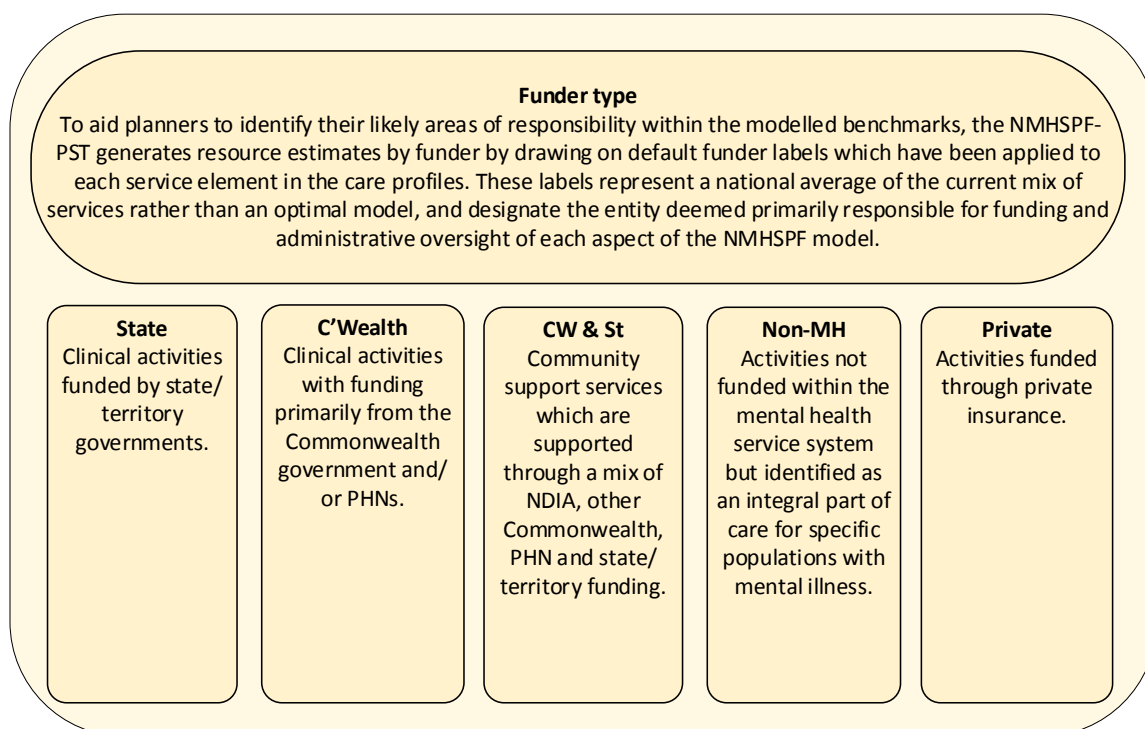 Funder type
To aid planners to identify their likely areas of responsibility within the modelled benchmarks, the NMHSPF-
PST generates resource estimates by funder by drawing on default funder labels which have been applied to
each service element in the care profiles. These labels represent a national average of the current mix of
services rather than an optimal model, and designate the entity deemed primarily responsible for funding and
administrative oversight of each aspect of the NMHSPF model.
State
Clinical activities
funded by state/
territory
governments.
C'Wealth
Clinical activities
with funding
primarily from the
Commonwealth
government and/
or PHNs.
CW & St
Community
support services
which are
supported
through a mix of
NDIA, other
Commonwealth,
PHN and state/
territory funding.
Non-MH
Activities not
funded within the
mental health
service system
but identified as
an integral part of
care for specific
populations with
mental illness.
Private
Activities funded
through private
insurance.